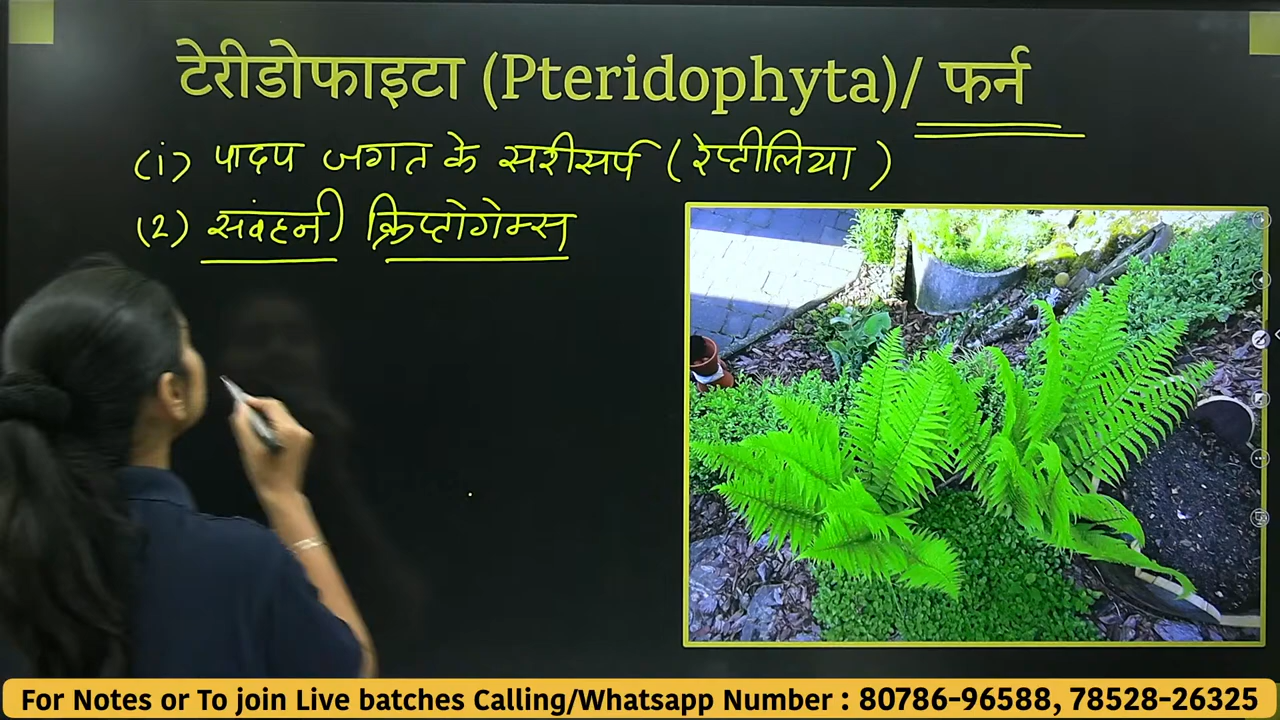 टेरीडोफाइटा (Pteridophyta)/ फर्न
(i) पादप जगत के सरीसर्प (रेप्टीलिया)
(2) संवहनी क्रिप्टोगेम्स
For Notes or To join Live batches Calling/Whatsapp Number : 80786-96588, 78528-26325